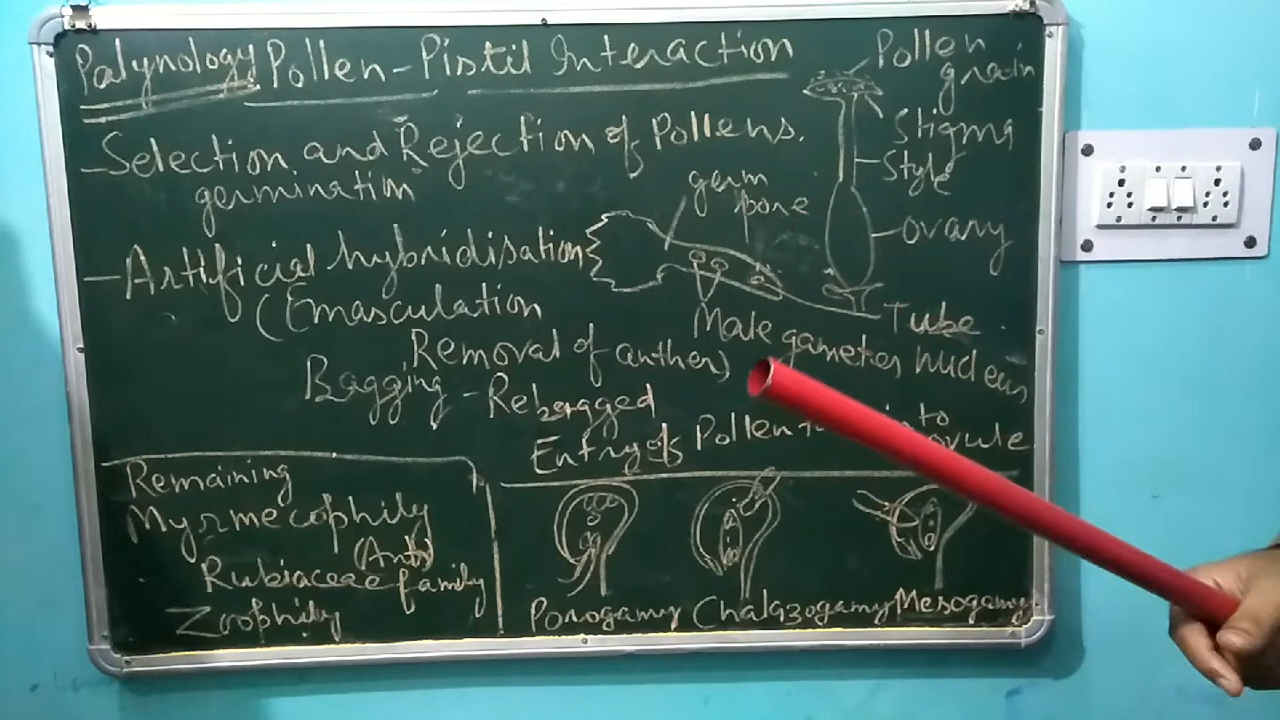 Palynology Pollen - Pistil Interaction
- Selection and Rejection of Pollens.
germination
- Artificial hybridisation
(Emasculation
Removal of anther)
Bagging - Rebagged
Pollen
grain
Stigma
Style
ovary
germ
pore
Tube
Male gametes nucleus
Entry of Pollen into
ovule
Porogamy Chalazogamy Mesogamy
Remaining
Myrmecophily
(Ants)
Rubiaceae family
Zoophily